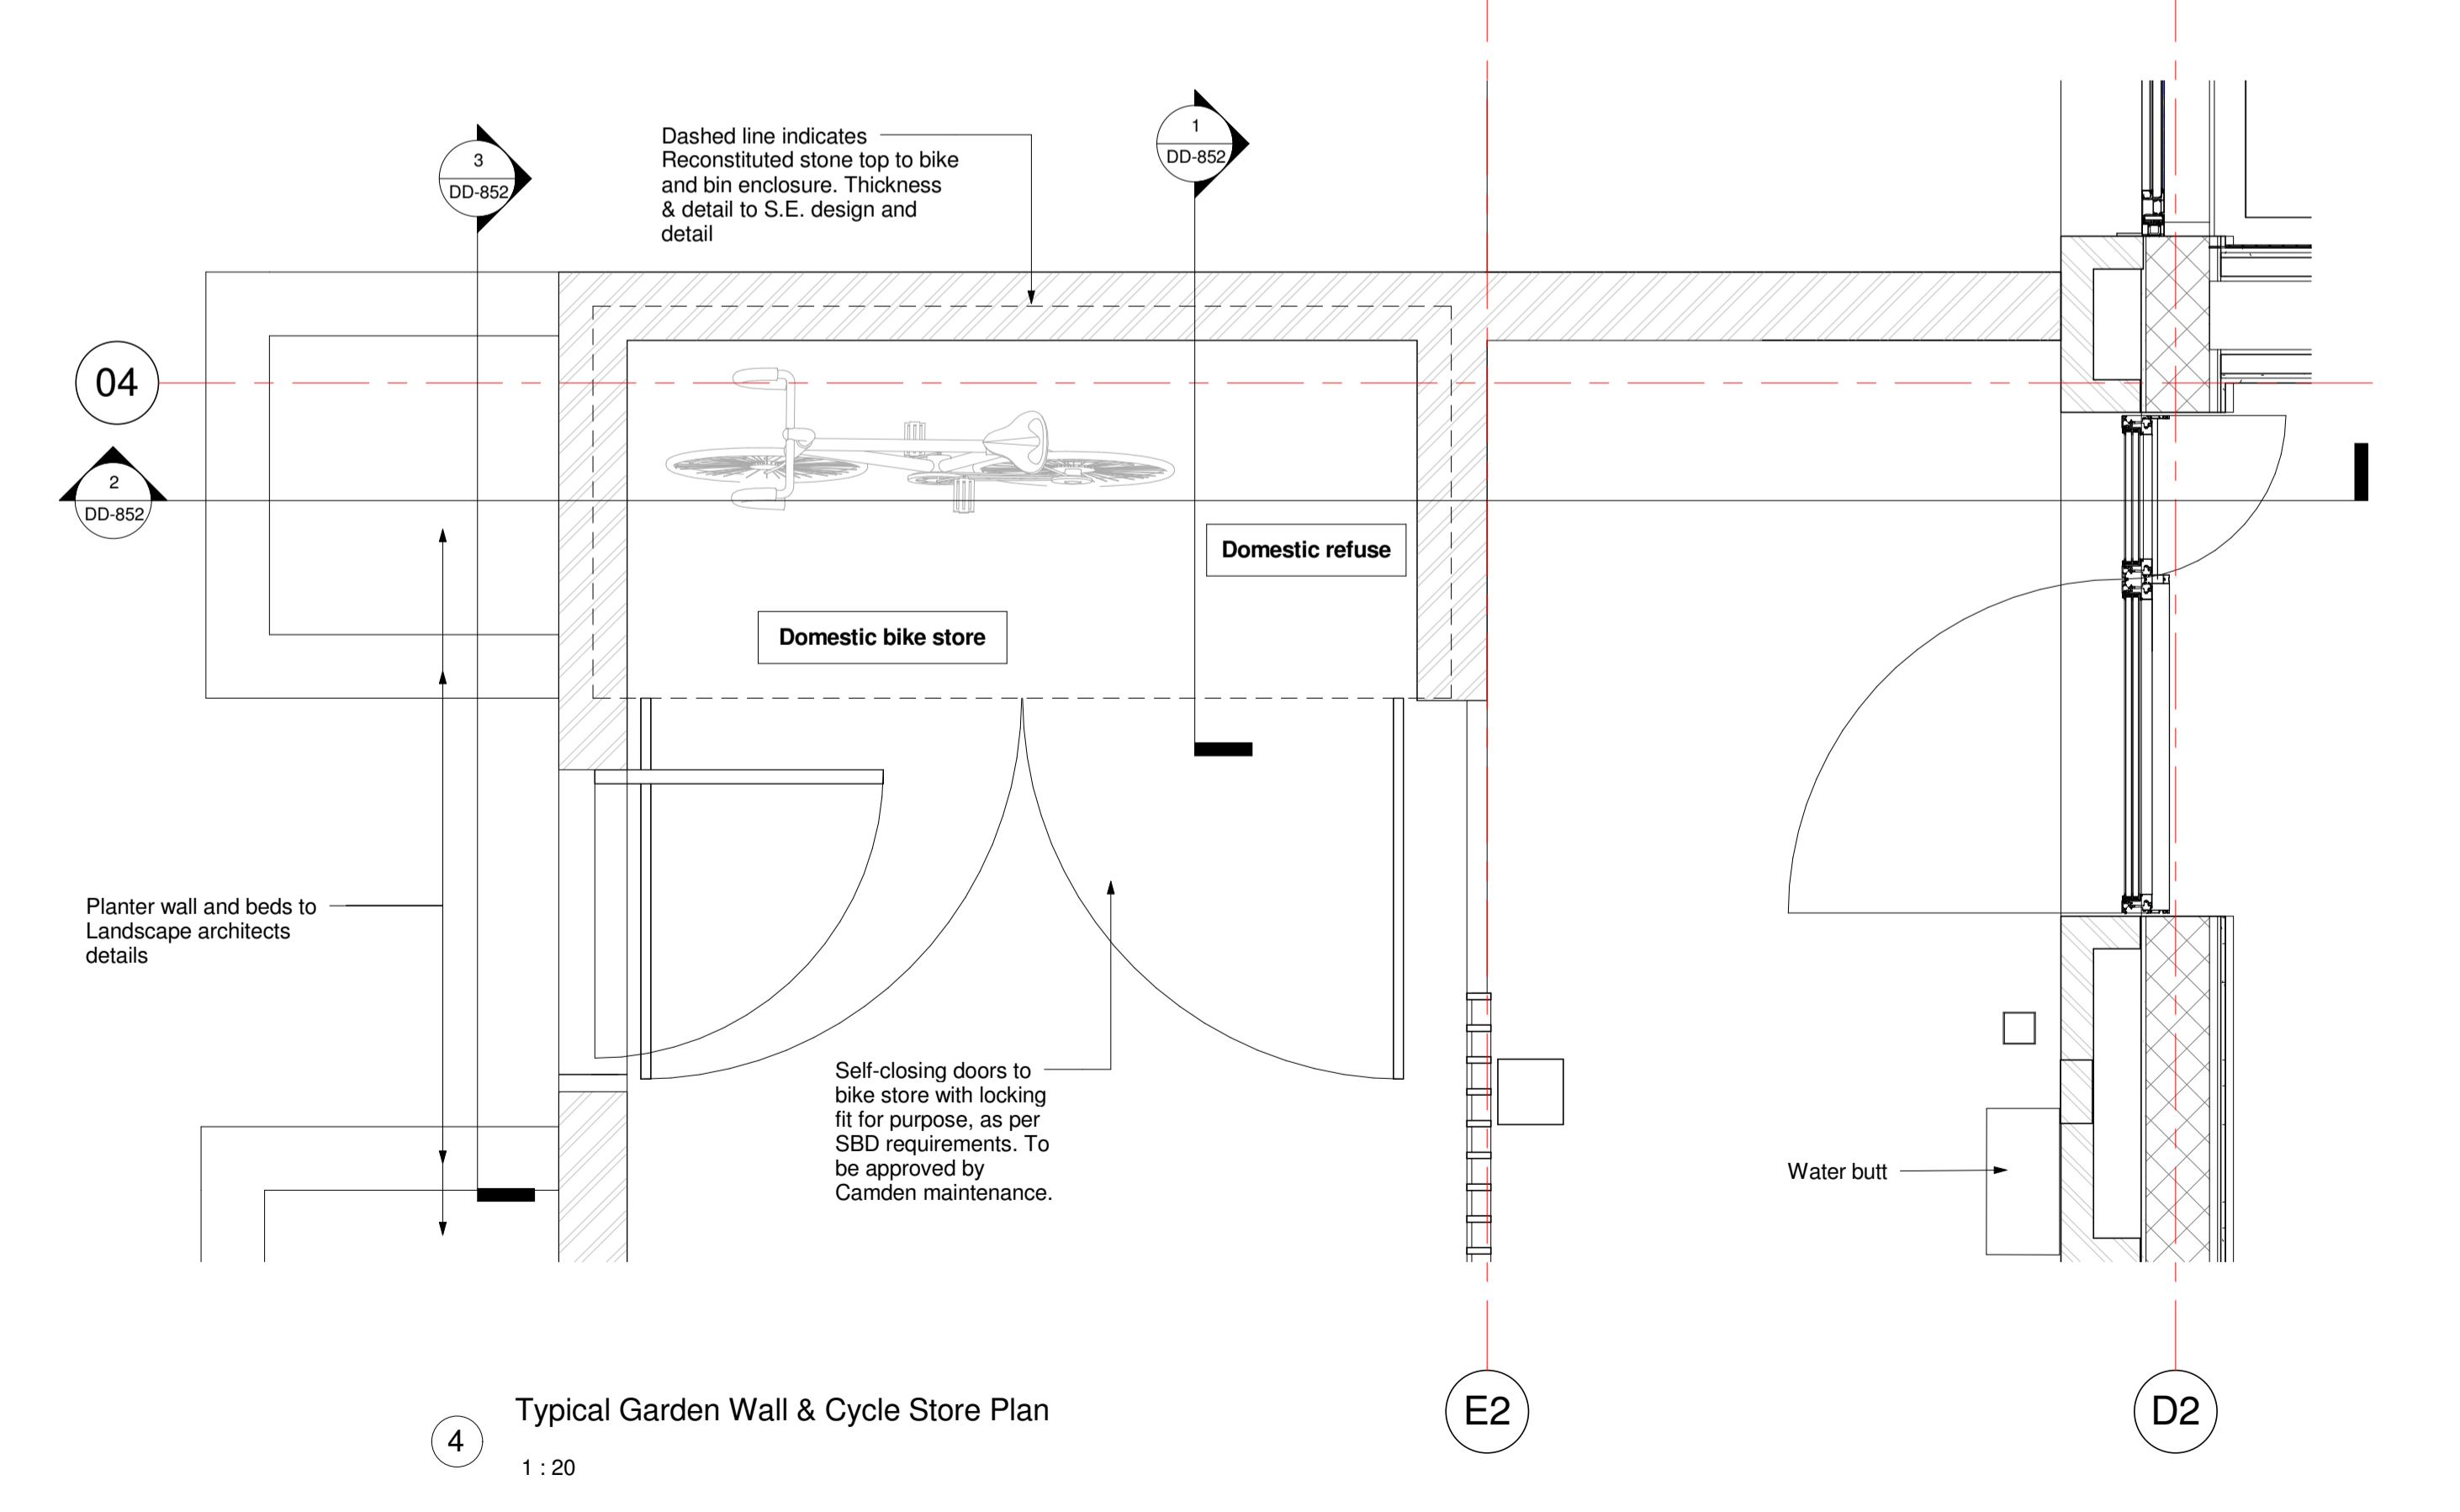 1
DD-852
3
DD-852
Dashed line indicates
Reconstituted stone top to bike
and bin enclosure. Thickness
& detail to S.E. design and
detail
04
2
DD-852
Domestic refuse
Domestic bike store
Planter wall and beds to
Landscape architects
details
Self-closing doors to
bike store with locking
fit for purpose, as per
SBD requirements. To
be approved by
Camden maintenance.
Water butt
E2
D2
4
Typical Garden Wall & Cycle Store Plan
1 : 20